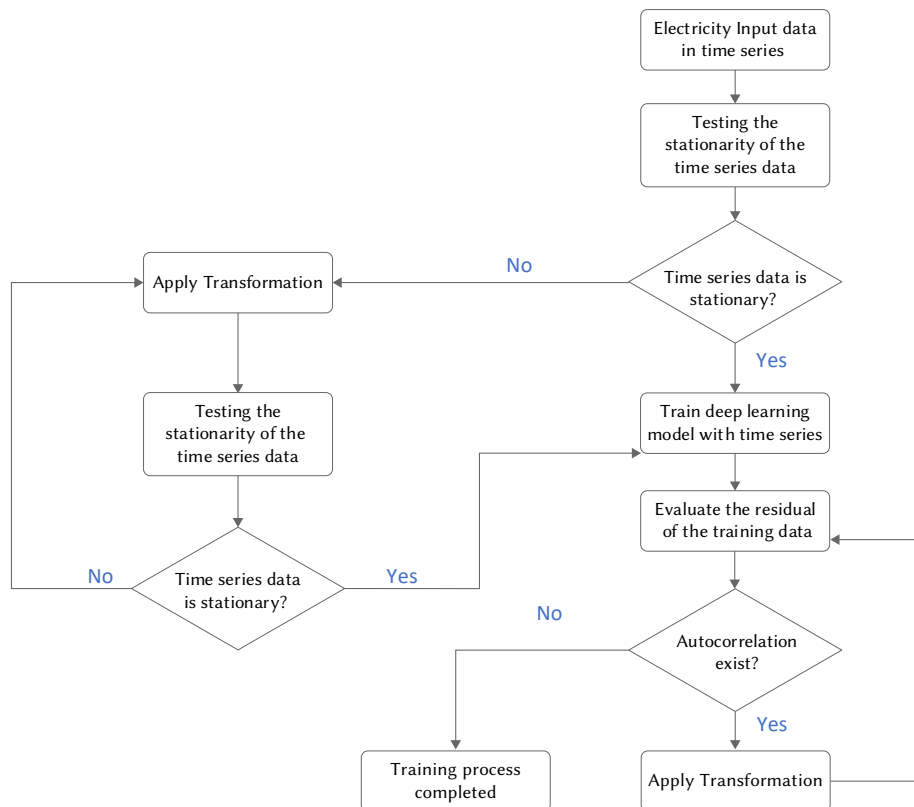 Electricity Input data
in time series
Testing the
stationarity of the
time series data
Time series data is
stationary?
No
Yes
Apply Transformation
Testing the
stationarity of the
time series data
Time series data
is stationary?
No
Yes
Train deep learning
model with time series
Evaluate the residual
of the training data
Autocorrelation
exist?
No
Yes
Training process
completed
Apply Transformation